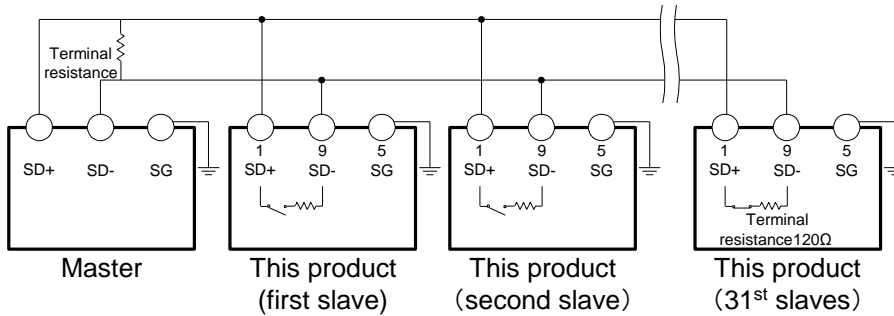 Terminal
resistance
SD+ SD- SG
1 9 5
SD+ SD- SG
1 9 5
SD+ SD- SG
1 9 5
SD+ SD- SG
Terminal
resistance120Ω
Master
This product
(first slave)
This product
（second slave）
This product
（31st slaves）